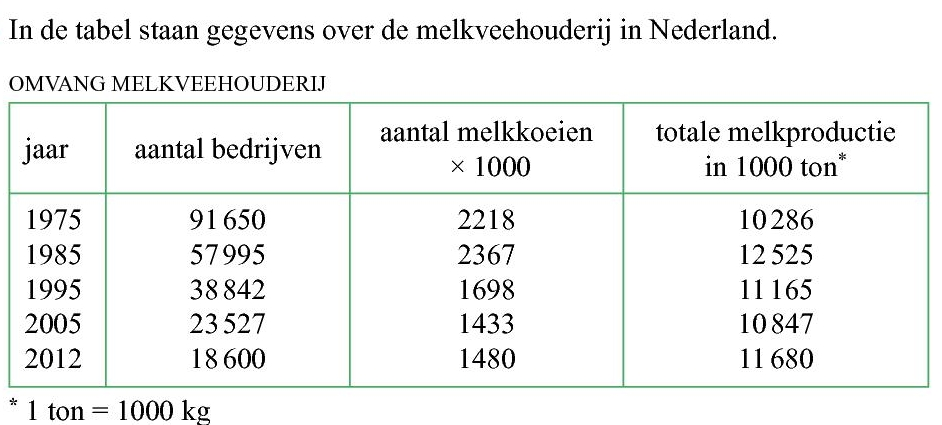 In de tabel staan gegevens over de melkveehouderij in Nederland.
OMVANG MELKVEEHOUDERIJ
jaar aantal bedrijven aantal melkkoeien × 1000 totale melkproductie in 1000 ton*
1975 91 650 2218 10 286
1985 57 995 2367 12 525
1995 38 842 1698 11 165
2005 23 527 1433 10 847
2012 18 600 1480 11 680
* 1 ton = 1000 kg